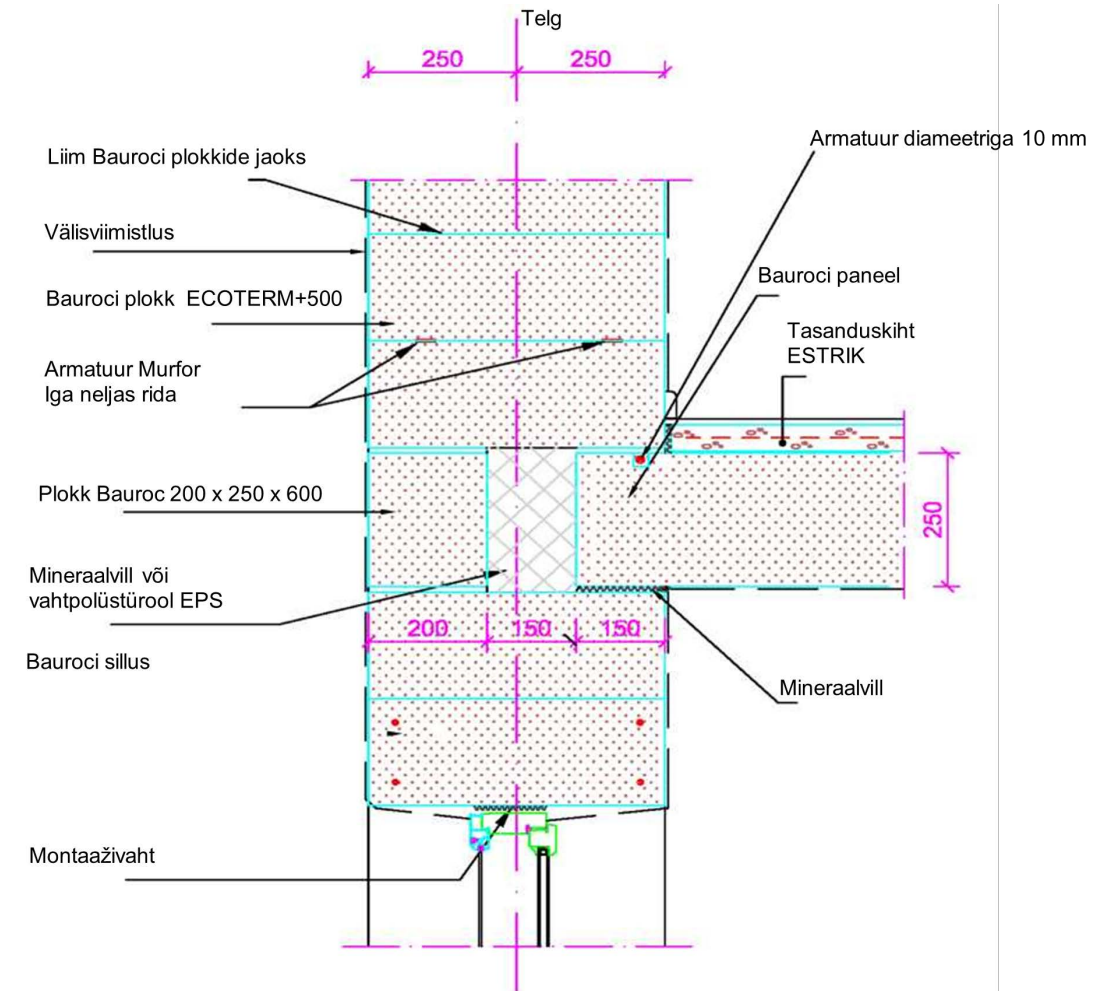 Telg
250
250
Armatuur diameetriga 10 mm
Liim Bauroci plokkide jaoks
Välisviimistlus
Bauroci paneel
Bauroci plokk ECOTERM+500
Tasanduskiht
ESTRIK
Armatuur Murfor
Iga neljas rida
Plokk Bauroc 200 x 250 x 600
250
Mineraalvill või
vahtpolüstürool EPS
200
150
150
Bauroci sillus
Mineraalvill
Montaaživaht